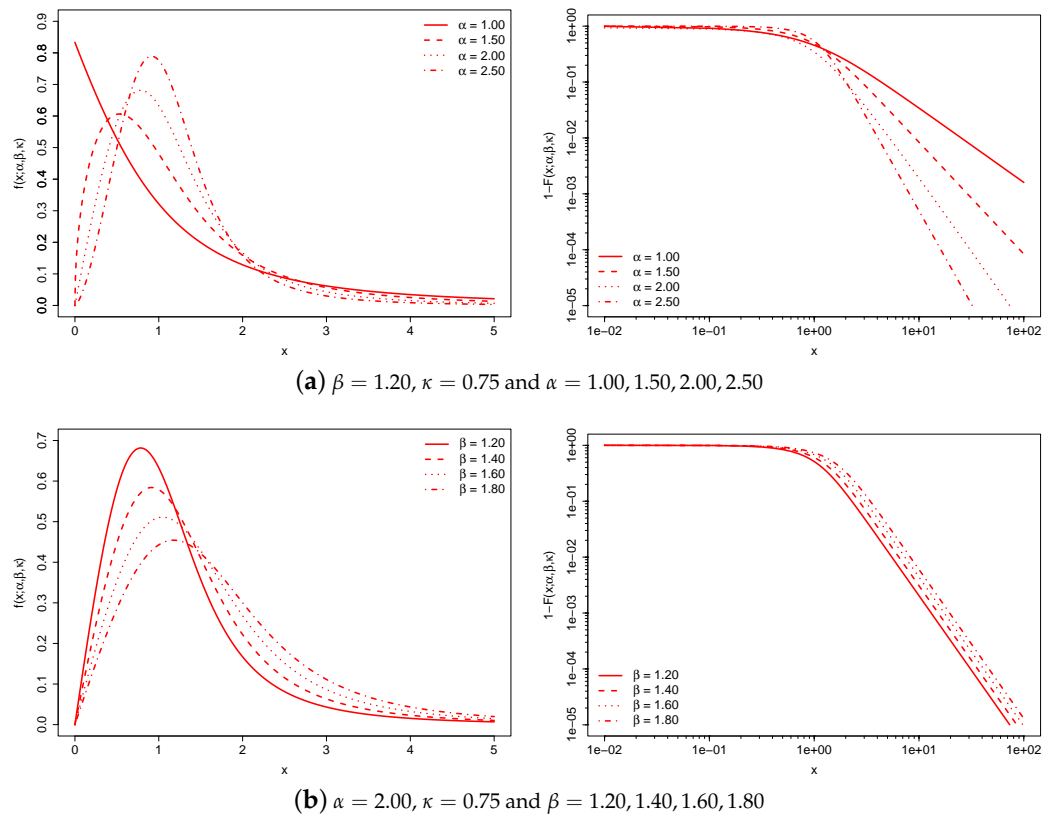 f(x;α,β,κ)
0.0 0.1 0.2 0.3 0.4 0.5 0.6 0.7 0.8 0.9
α = 1.00
α = 1.50
α = 2.00
α = 2.50
0 1 2 3 4 5
x
1−F(x;α,β,κ)
1e−05 1e−04 1e−03 1e−02 1e−01 1e+00
α = 1.00
α = 1.50
α = 2.00
α = 2.50
1e−02 1e−01 1e+00 1e+01 1e+02
x
(a) β = 1.20, κ = 0.75 and α = 1.00, 1.50, 2.00, 2.50
f(x;α,β,κ)
0.0 0.1 0.2 0.3 0.4 0.5 0.6 0.7
β = 1.20
β = 1.40
β = 1.60
β = 1.80
0 1 2 3 4 5
x
1−F(x;α,β,κ)
1e−05 1e−04 1e−03 1e−02 1e−01 1e+00
β = 1.20
β = 1.40
β = 1.60
β = 1.80
1e−02 1e−01 1e+00 1e+01 1e+02
x
(b) α = 2.00, κ = 0.75 and β = 1.20, 1.40, 1.60, 1.80